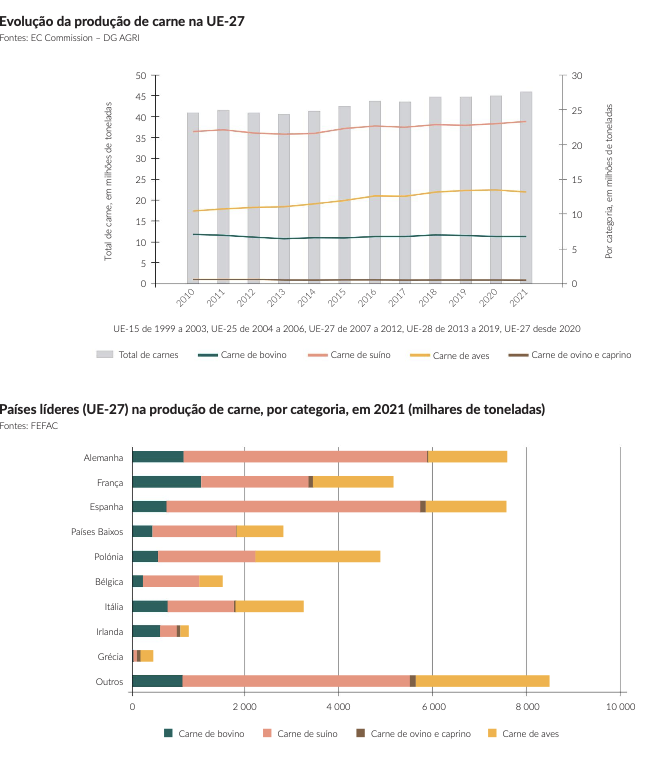 Evolução da produção de carne na UE-27
Fontes: EC Commission – DG AGRI
Total de carne, em milhões de toneladas
50
45
40
35
30
25
20
15
10
5
0
30
25
20
15
10
5
0
Por categoria, em milhões de toneladas
2010 2011 2012 2013 2014 2015 2016 2017 2018 2019 2020 2021
UE-15 de 1999 a 2003, UE-25 de 2004 a 2006, UE-27 de 2007 a 2012, UE-28 de 2013 a 2019, UE-27 desde 2020
Total de carnes Carne de bovino Carne de suíno Carne de aves Carne de ovino e caprino
Países líderes (UE-27) na produção de carne, por categoria, em 2021 (milhares de toneladas)
Fontes: FEFAC
Alemanha
França
Espanha
Países Baixos
Polónia
Bélgica
Itália
Irlanda
Grécia
Outros
0 2 000 4 000 6 000 8 000 10 000
Carne de bovino Carne de suíno Carne de ovino e caprino Carne de aves